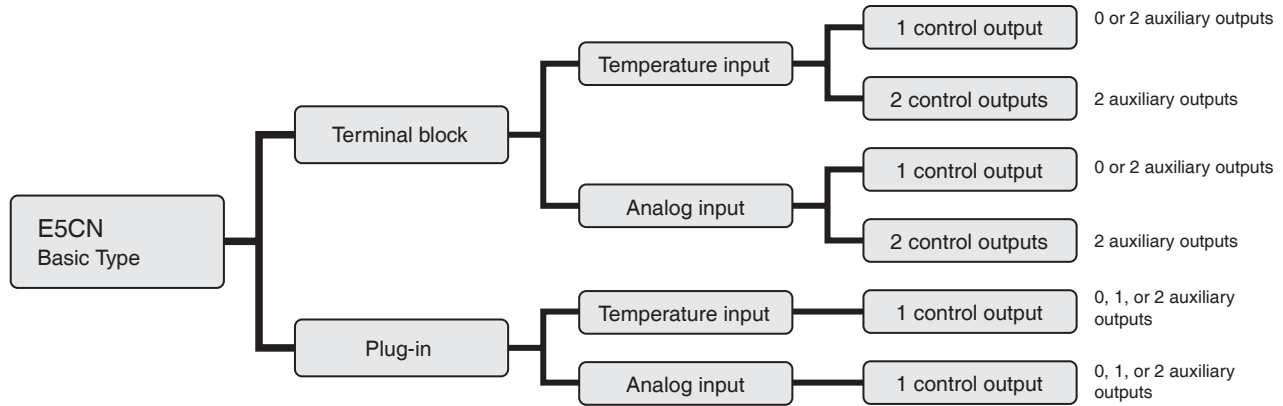 E5CN
Basic Type
Terminal block
Temperature input
1 control output
0 or 2 auxiliary outputs
2 control outputs
2 auxiliary outputs
Analog input
1 control output
0 or 2 auxiliary outputs
2 control outputs
2 auxiliary outputs
Plug-in
Temperature input
1 control output
0, 1, or 2 auxiliary
outputs
Analog input
1 control output
0, 1, or 2 auxiliary
outputs